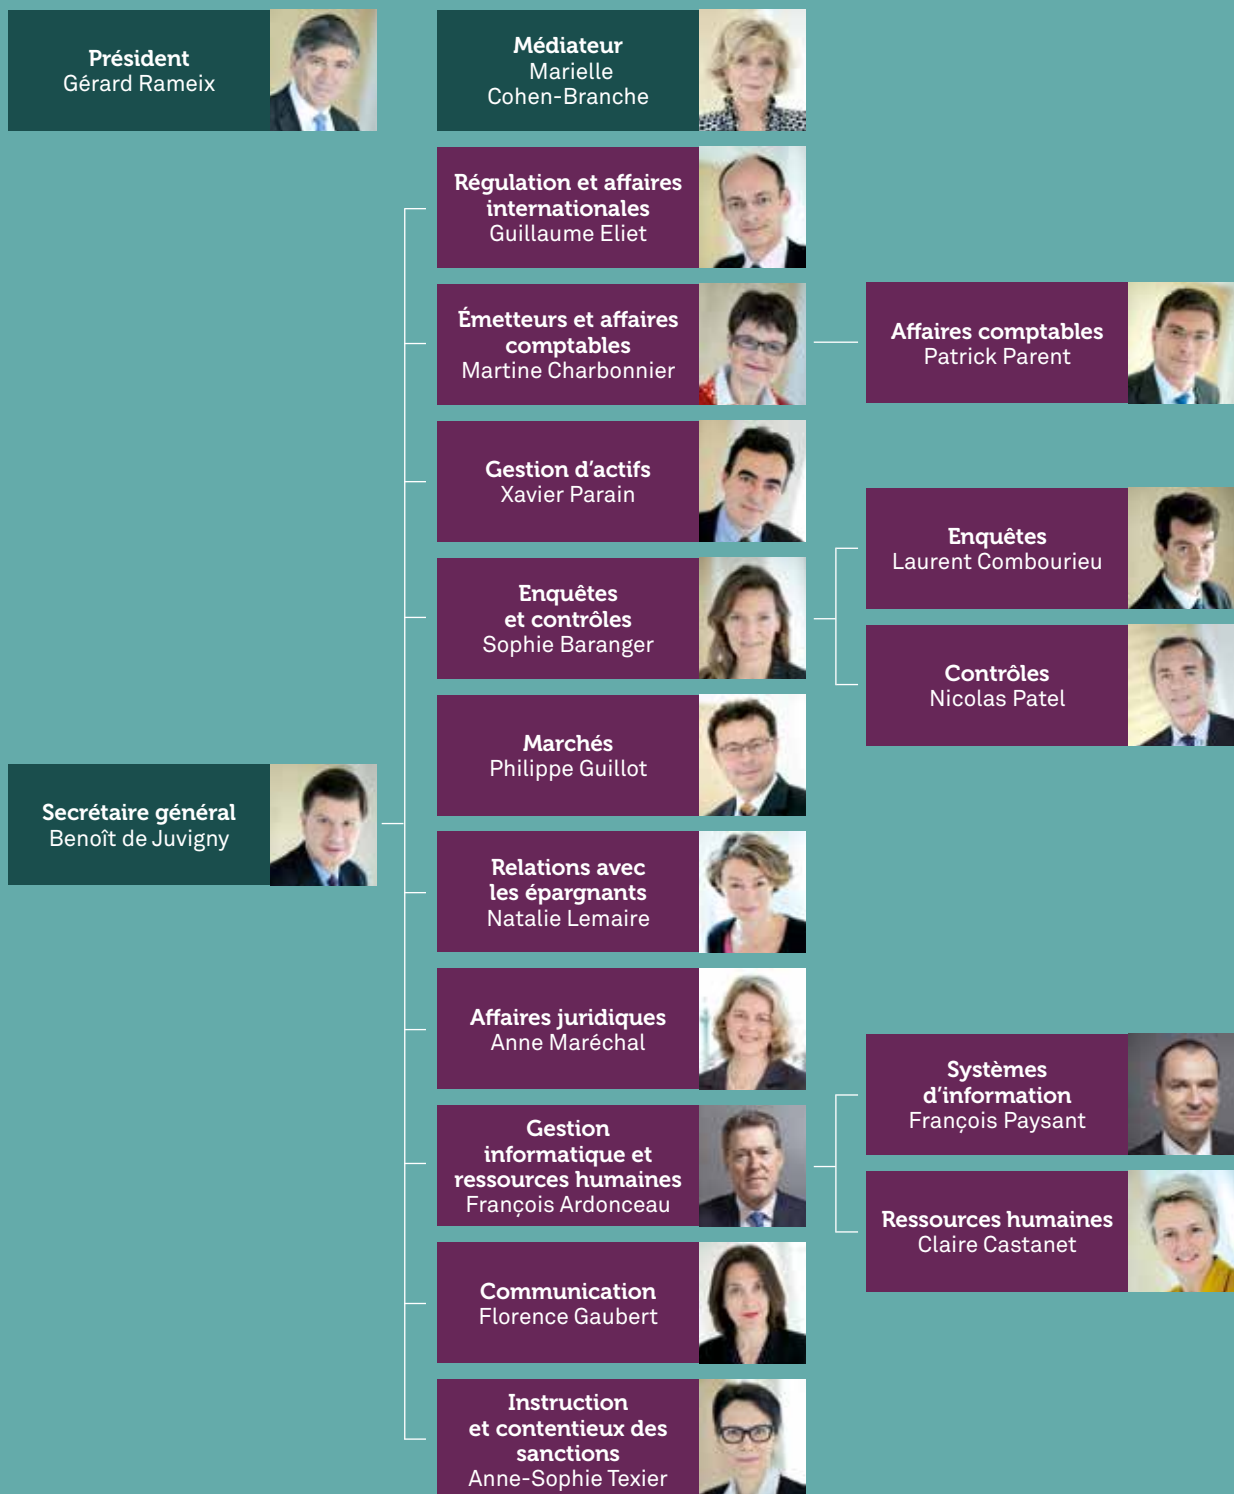 Président
Gérard Rameix
Médiateur
Marielle
Cohen-Branche
Régulation et affaires
internationales
Guillaume Eliet
Émetteurs et affaires
comptables
Martine Charbonnier
Affaires comptables
Patrick Parent
Gestion d'actifs
Xavier Parain
Enquêtes
et contrôles
Sophie Baranger
Enquêtes
Laurent Combourieu
Contrôles
Nicolas Patel
Marchés
Philippe Guillot
Secrétaire général
Benoît de Juvigny
Relations avec
les épargnants
Natalie Lemaire
Affaires juridiques
Anne Maréchal
Gestion
informatique et
ressources humaines
François Ardonceau
Systèmes
d'information
François Paysant
Ressources humaines
Claire Castanet
Communication
Florence Gaubert
Instruction
et contentieux des
sanctions
Anne-Sophie Texier